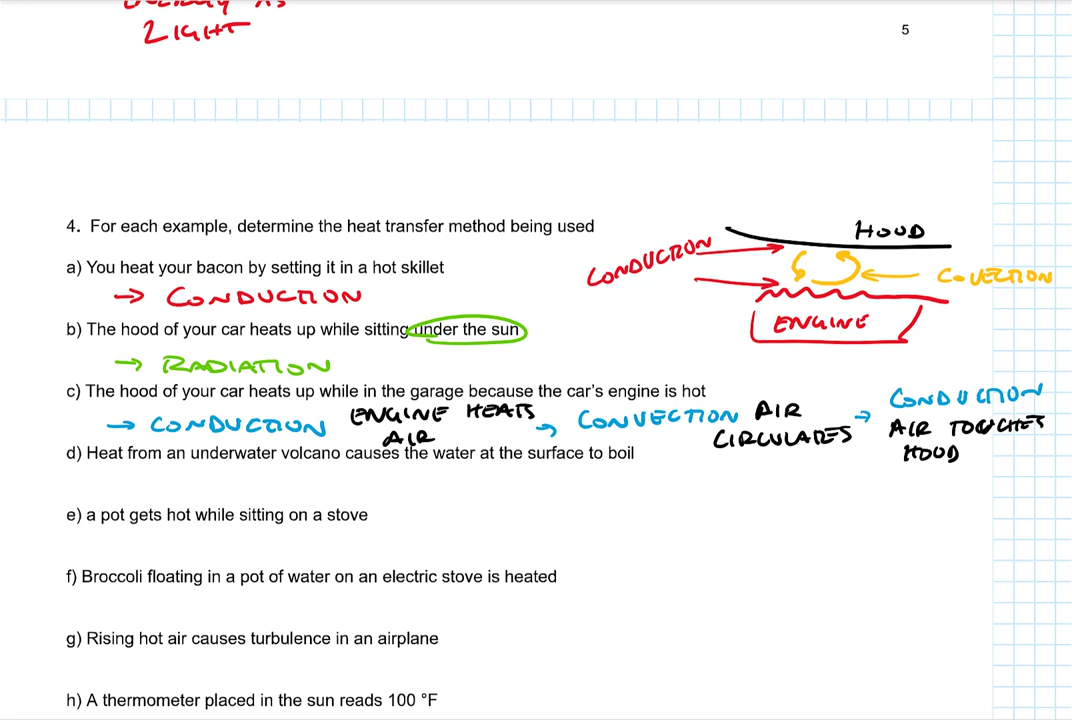 LIGHT
5
4. For each example, determine the heat transfer method being used
HOOD
CONDUCTION
COVECTION
ENGINE
a) You heat your bacon by setting it in a hot skillet
→ CONDUCTION
b) The hood of your car heats up while sitting under the sun
→ RADIATION
c) The hood of your car heats up while in the garage because the car's engine is hot
→ CONDUCTION ENGINE HEATS AIR → CONVECTION AIR CIRCULATES → CONDUCTION AIR TOUCHES HOOD
d) Heat from an underwater volcano causes the water at the surface to boil
e) a pot gets hot while sitting on a stove
f) Broccoli floating in a pot of water on an electric stove is heated
g) Rising hot air causes turbulence in an airplane
h) A thermometer placed in the sun reads 100 °F